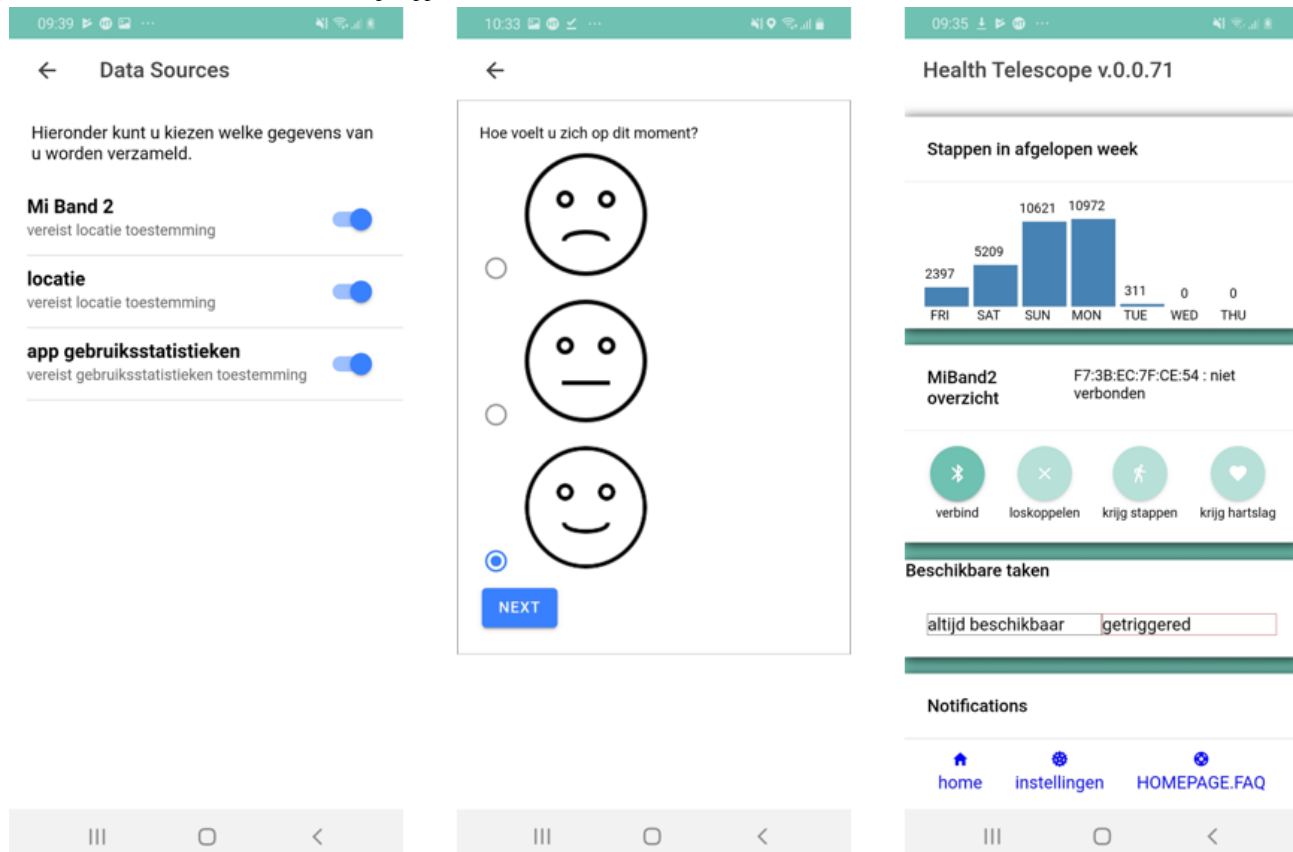 09:39
Data Sources
Hieronder kunt u kiezen welke gegevens van
u worden verzameld.
Mi Band 2
vereist locatie toestemming
locatie
vereist locatie toestemming
app gebruiksstatistieken
vereist gebruiksstatistieken toestemming
10:33
Hoe voelt u zich op dit moment?
NEXT
09:35
Health Telescope v.0.0.71
Stappen in afgelopen week
2397 5209 10621 10972 311 0 0
FRI SAT SUN MON TUE WED THU
MiBand2
overzicht
F7:3B:EC:7F:CE:54 : niet
verbonden
verbind loskoppelen krijg stappen krijg hartslag
Beschikbare taken
altijd beschikbaar getriggered
Notifications
home instellingen HOMEPAGE.FAQ